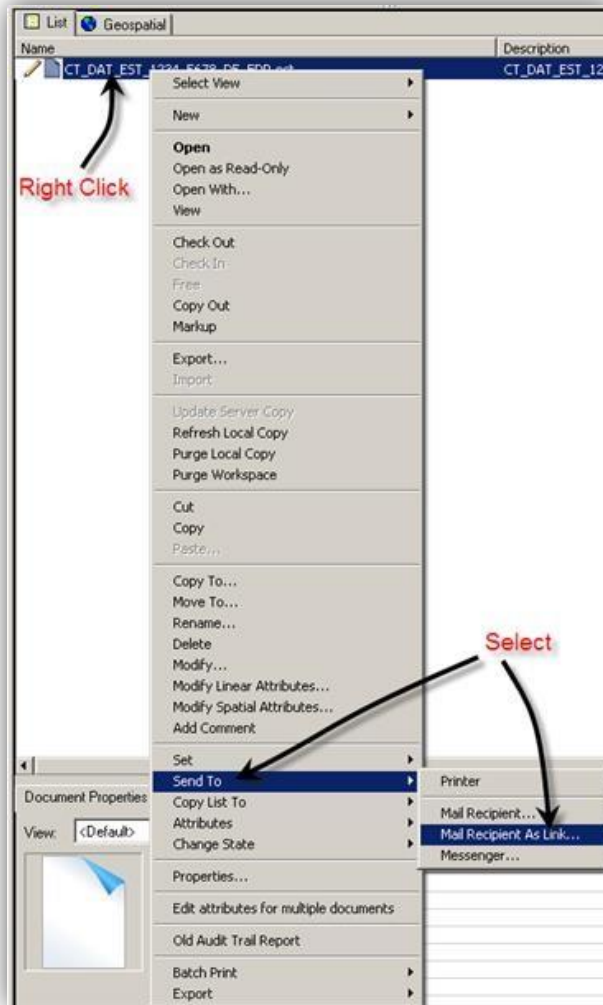 List Geospatial
Name Description
CT_DAT_EST_1234_5678_DE_FDP.est CT_DAT_EST_12
Right Click
Select View
New
Open
Open as Read-Only
Open With...
View
Check Out
Check In
Free
Copy Out
Markup
Export...
Import
Update Server Copy
Refresh Local Copy
Purge Local Copy
Purge Workspace
Cut
Copy
Paste...
Copy To...
Move To...
Rename...
Delete
Modify...
Modify Linear Attributes...
Modify Spatial Attributes...
Add Comment
Select
Set
Send To
Copy List To
Attributes
Change State
Properties...
Edit attributes for multiple documents
Old Audit Trail Report
Batch Print
Export
Printer
Mail Recipient...
Mail Recipient As Link...
Messenger...
Document Properties
View: <Default>